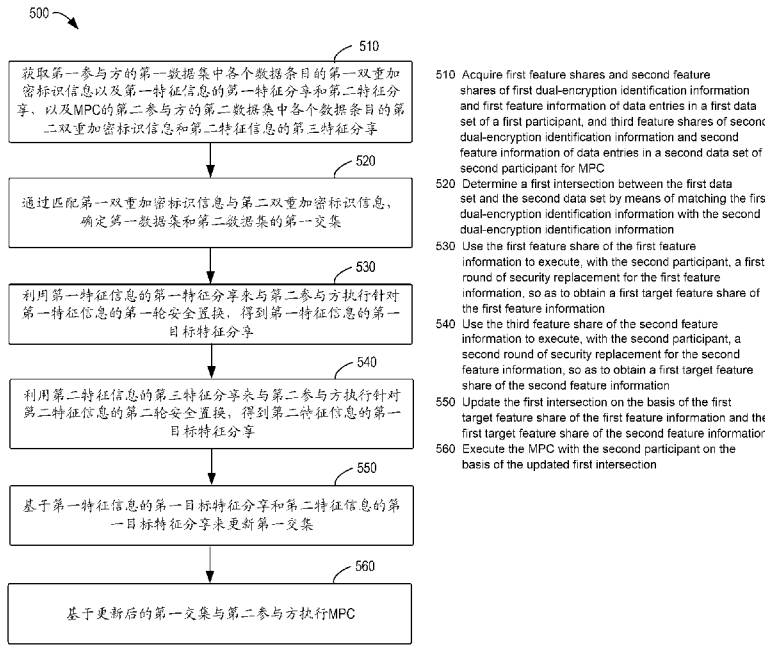 500
510
获取第一参与方的第一数据集中各个数据条目的第一双重加
密标识信息以及第一特征信息的第一特征分享和第二特征分
享，以及MPC的第二参与方的第二数据集中各个数据条目的第
二双重加密标识信息和第二特征信息的第三特征分享
520
通过匹配第一双重加密标识信息与第二双重加密标识信息，
确定第一数据集和第二数据集的第一交集
530
利用第一特征信息的第一特征分享来与第二参与方执行针对
第一特征信息的第一轮安全置换，得到第一特征信息的第一
目标特征分享
540
利用第二特征信息的第三特征分享来与第二参与方执行针对
第二特征信息的第二轮安全置换，得到第二特征信息的第一
目标特征分享
550
基于第一特征信息的第一目标特征分享和第二特征信息的第
一目标特征分享来更新第一交集
560
基于更新后的第一交集与第二参与方执行MPC
510 Acquire first feature shares and second feature
shares of first dual-encryption identification information
and first feature information of data entries in a first data
set of a first participant, and third feature shares of second
dual-encryption identification information and second
feature information of data entries in a second data set of
second participant for MPC
520 Determine a first intersection between the first data
set and the second data set by means of matching the firs
dual-encryption identification information with the second
dual-encryption identification information
530 Use the first feature share of the first feature
information to execute, with the second participant, a first
round of security replacement for the first feature
information, so as to obtain a first target feature share of
the first feature information
540 Use the third feature share of the second feature
information to execute, with the second participant, a
second round of security replacement for the second
feature information, so as to obtain a first target feature
share of the second feature information
550 Update the first intersection on the basis of the first
target feature share of the first feature information and the
first target feature share of the second feature information
560 Execute the MPC with the second participant on the
basis of the updated first intersection